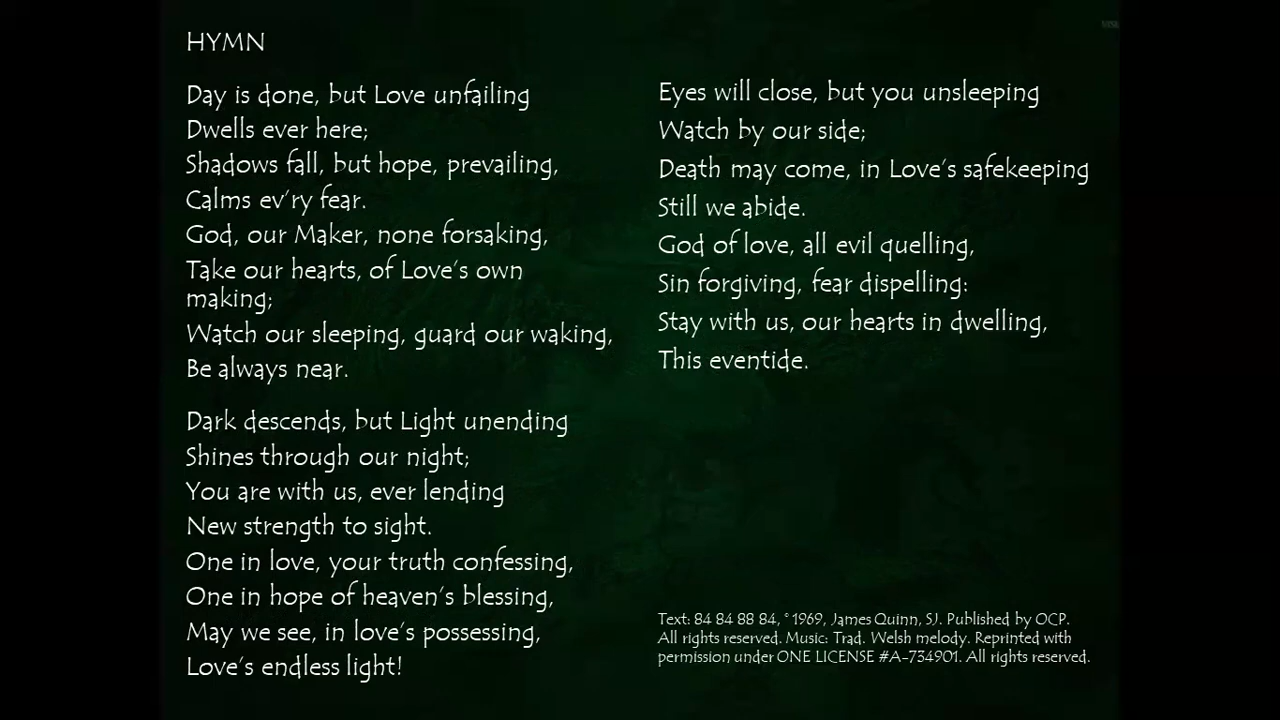 HYMN
Day is done, but Love unfailing
Dwells ever here;
Shadows fall, but hope, prevailing,
Calms ev'ry fear.
God, our Maker, none forsaking,
Take our hearts, of Love's own
making;
Watch our sleeping, guard our waking,
Be always near.
Dark descends, but Light unending
Shines through our night;
You are with us, ever lending
New strength to sight.
One in love, your truth confessing,
One in hope of heaven's blessing,
May we see, in love's possessing,
Love's endless light!
Eyes will close, but you unsleeping
Watch by our side;
Death may come, in Love's safekeeping
Still we abide.
God of love, all evil quelling,
Sin forgiving, fear dispelling:
Stay with us, our hearts in dwelling,
This eventide.
Text: 84 84 88 84, © 1969, James Quinn, SJ. Published by OCP.
All rights reserved. Music: Trad. Welsh melody. Reprinted with
permission under ONE LICENSE #A-734901. All rights reserved.